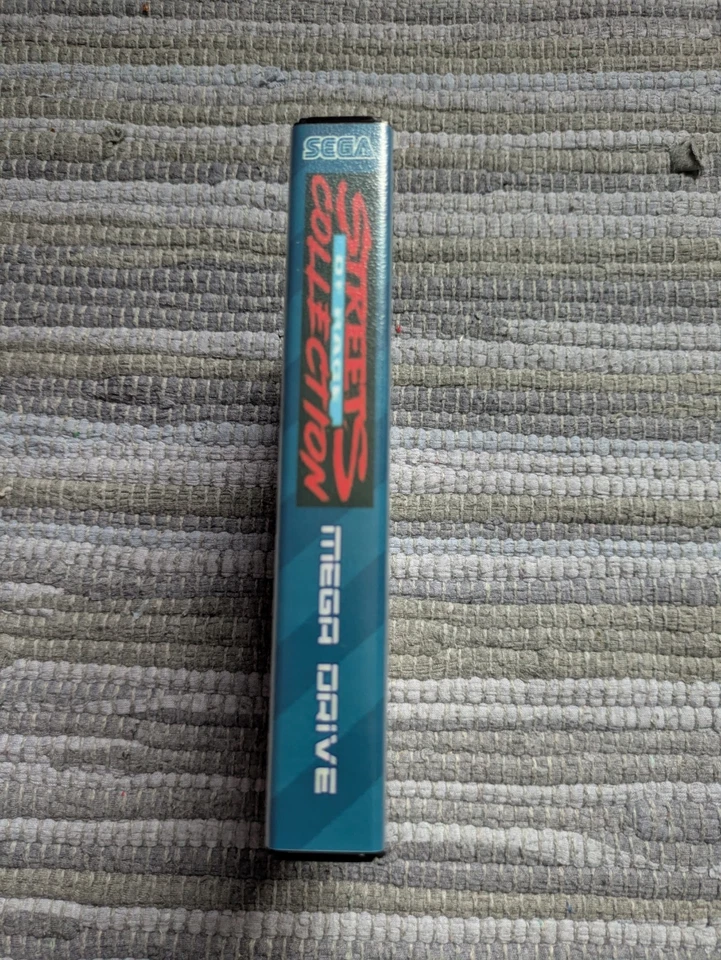 SEGA
STREETS
OF RAGE
COLLECTION
MEGA DRIVE